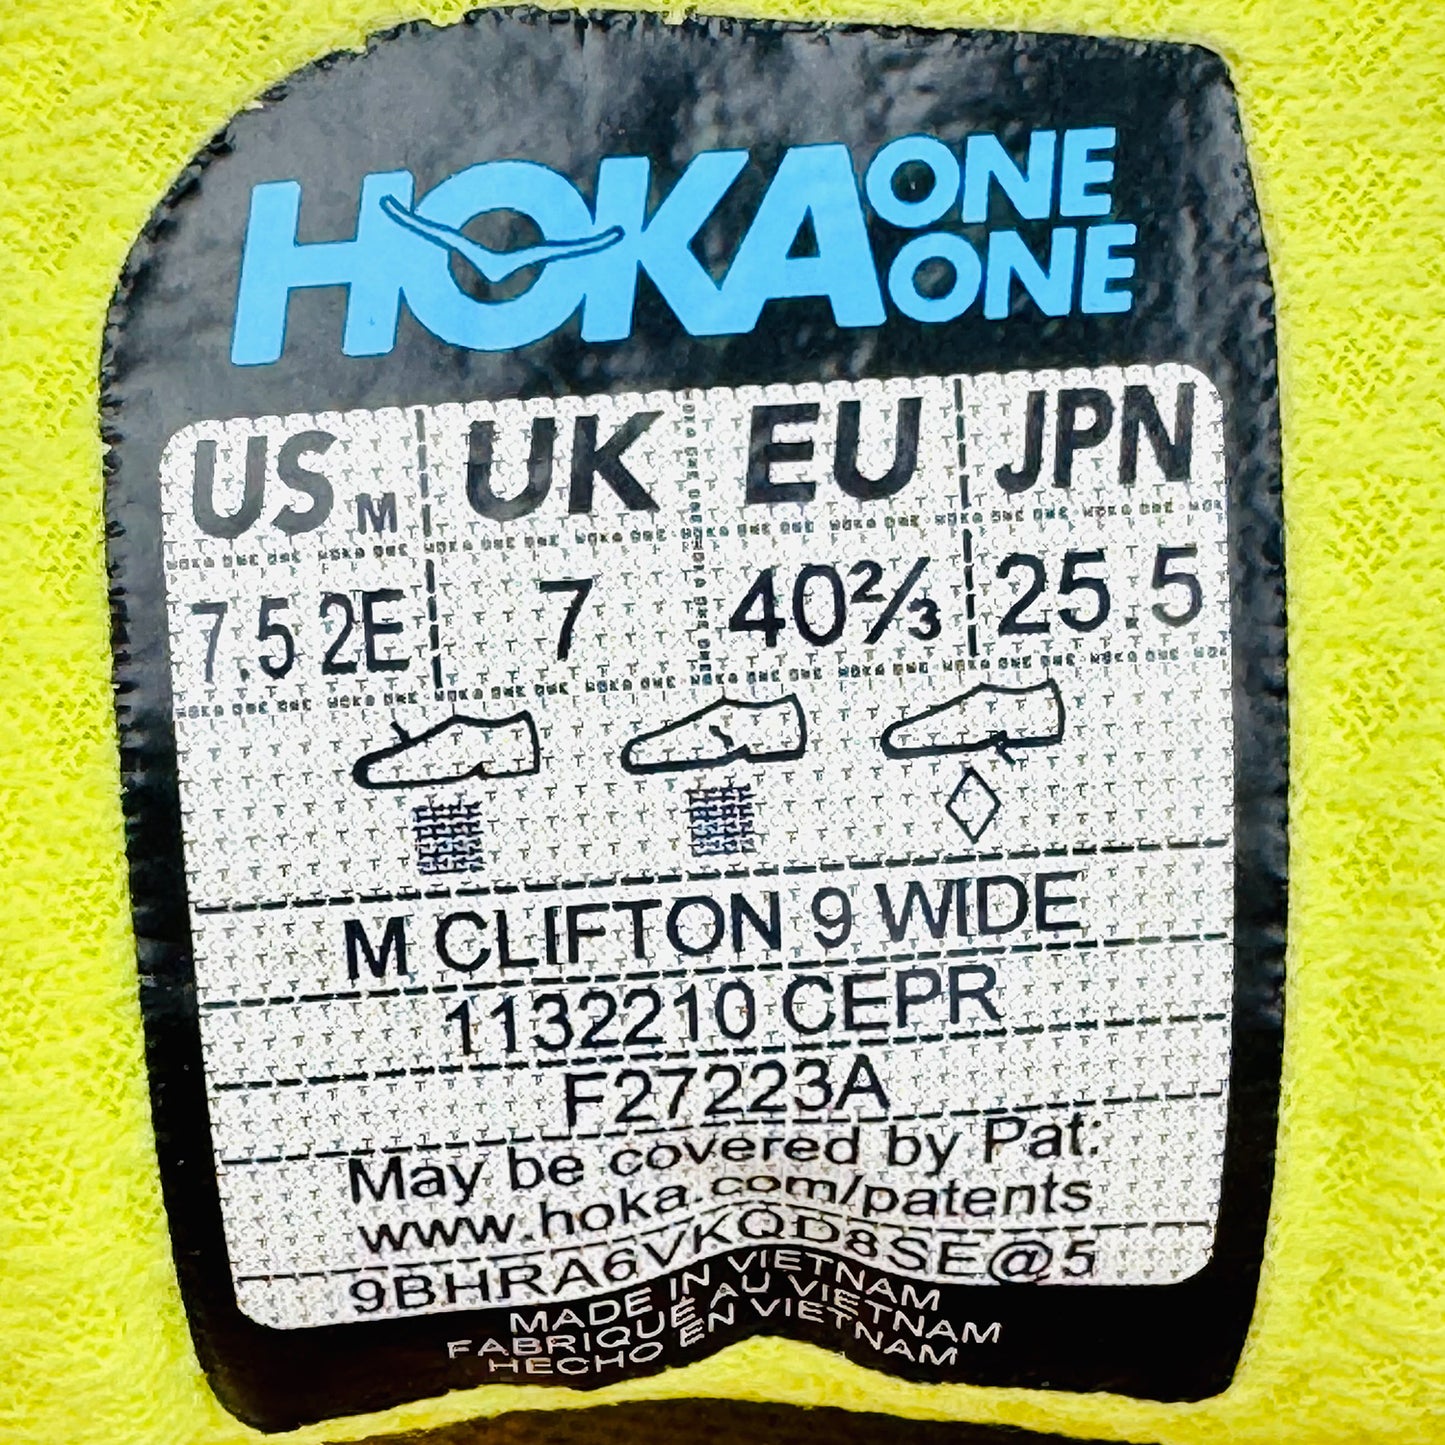 HOKA ONE ONE
US M UK EU JPN
7.5 2E 7 40⅔ 25.5
M CLIFTON 9 WIDE
1132210 CEPR
F27223A
May be covered by Pat:
www.hoka.com/patents
9BHRA6VKQD8SE@5
MADE IN VIETNAM
FABRIQUÉ AU VIETNAM
HECHO EN VIETNAM